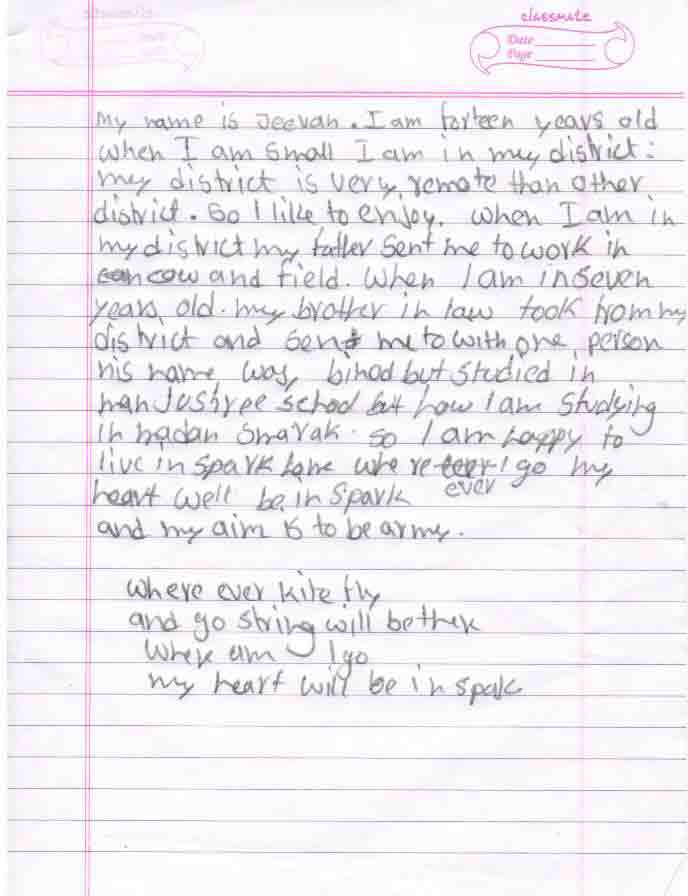 classmate
Date
Page
My name is Jeevan. I am forteen years old
when I am small I am in my district:
my district is very remote than other
district. So I like to enjoy. When I am in
my district my father sent me to work in
cow and field. When I am in seven
years old. my brother in law took from my
district and sent me to with one person
his name was, binod but studied in
manjushree school but now I am studying
in madan Smarak. So I am happy to
live in spark home where ever I go my
heart well be in spark
and my aim is to be army.
where ever kite fly
and go string will be there
where am I go
my heart will be in spak